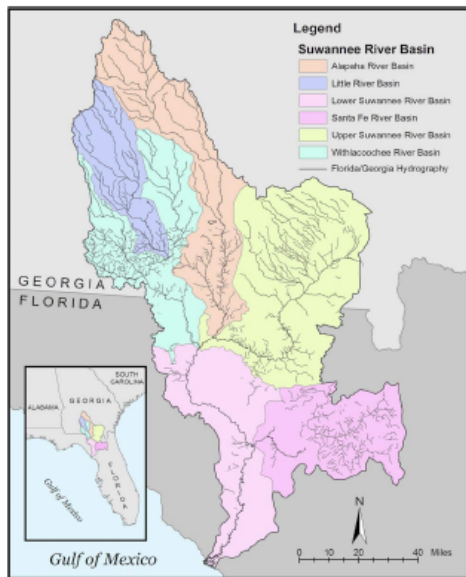 Legend
Suwannee River Basin
Alapaha River Basin
Little River Basin
Lower Suwannee River Basin
Santa Fe River Basin
Upper Suwannee River Basin
Withlacoochee River Basin
Florida/Georgia Hydrography
GEORGIA
FLORIDA
SOUTH
CAROLINA
GEORGIA
ALABAMA
FLORIDA
Gulf of Mexico
Gulf of Mexico
N
0 5 10 20 30 40 Miles